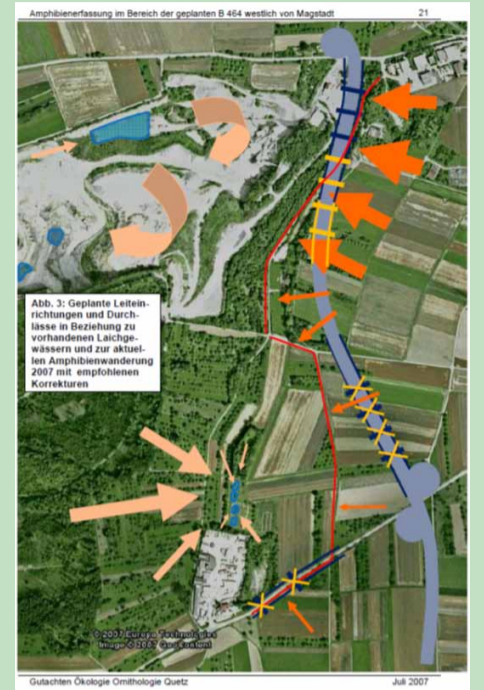 Amphibienerfassung im Bereich der geplanten B 464 westlich von Magstadt 21
Abb. 3: Geplante Leitein-
richtungen und Durch-
lässe in Beziehung zu
vorhandenen Laichge-
wässern und zur aktuel-
len Amphibienwanderung
2007 mit empfohlenen
Korrekturen
© 2007 Europa Technologies
Image © 2007 GeoContent
Gutachten Ökologie Ornithologie Quetz Juli 2007